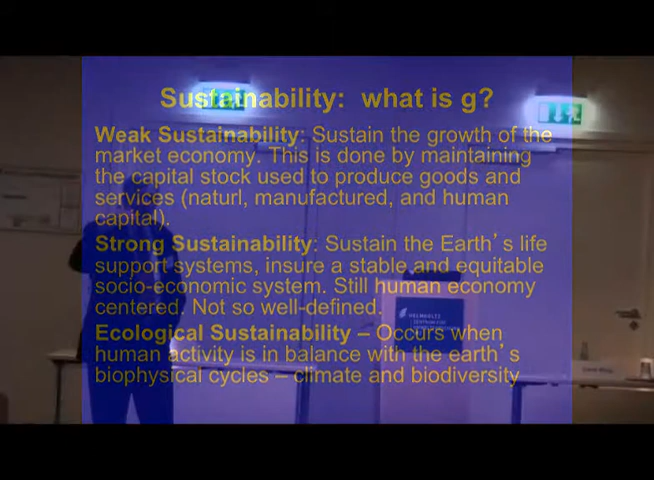 Sustainability:  what is g?
Weak Sustainability: Sustain the growth of the
market economy. This is done by maintaining
the capital stock used to produce goods and
services (naturl, manufactured, and human
capital).
Strong Sustainability: Sustain the Earth's life
support systems, insure a stable and equitable
socio-economic system. Still human economy
centered. Not so well-defined.
HELMHOLTZ
Ecological Sustainability – Occurs when
human activity is in balance with the earth's
biophysical cycles – climate and biodiversity